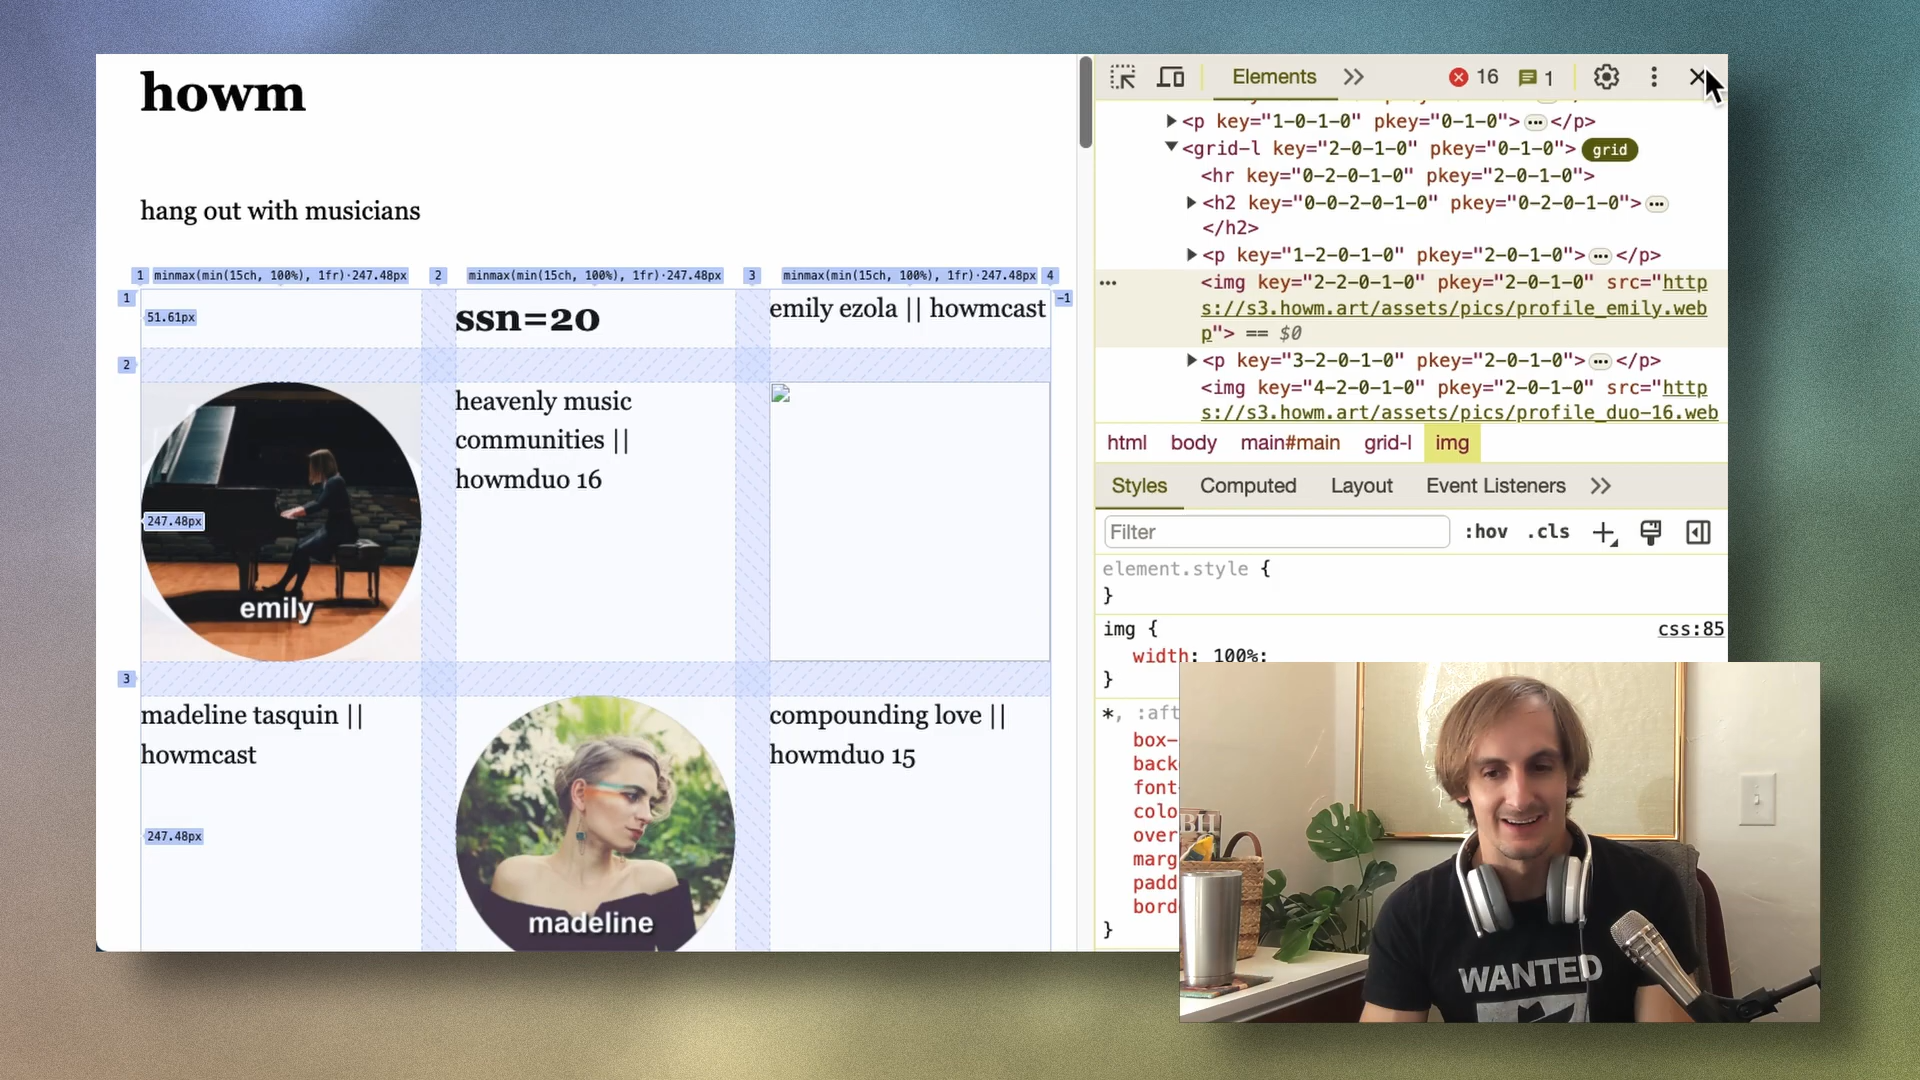 howm
hang out with musicians
1 minmax(min(15ch, 100%), 1fr)·247.48px 2 minmax(min(15ch, 100%), 1fr)·247.48px 3 minmax(min(15ch, 100%), 1fr)·247.48px 4
1
-1
51.61px
ssn=20
emily ezola || howmcast
2
heavenly music
communities ||
howmduo 16
247.48px
emily
3
madeline tasquin ||
howmcast
compounding love ||
howmduo 15
247.48px
madeline
Elements
16
1
<p key="1-0-1-0" pkey="0-1-0"> </p>
<grid-l key="2-0-1-0" pkey="0-1-0"> grid
<hr key="0-2-0-1-0" pkey="2-0-1-0">
<h2 key="0-0-2-0-1-0" pkey="0-2-0-1-0">
</h2>
<p key="1-2-0-1-0" pkey="2-0-1-0"> </p>
<img key="2-2-0-1-0" pkey="2-0-1-0" src="http
s://s3.howm.art/assets/pics/profile_emily.web
p"> == $0
<p key="3-2-0-1-0" pkey="2-0-1-0"> </p>
<img key="4-2-0-1-0" pkey="2-0-1-0" src="http
s://s3.howm.art/assets/pics/profile_duo-16.web
html body main#main grid-l img
Styles Computed Layout Event Listeners
Filter :hov .cls
element.style {
}
img { css:85
width: 100%;
}
*, :aft
box-
back
font-
colo
over
marg
padd
bord
}
BH
WANTED